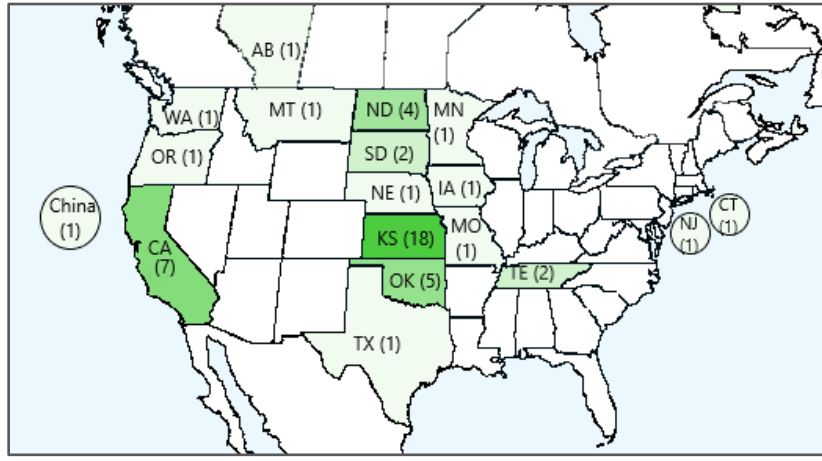 AB (1)
WA (1)
MT (1)
ND (4)
MN
(1)
OR (1)
SD (2)
NE (1)
IA (1)
China
(1)
CT
(1)
NJ
(1)
CA
(7)
KS (18)
MO
(1)
TE (2)
OK (5)
TX (1)